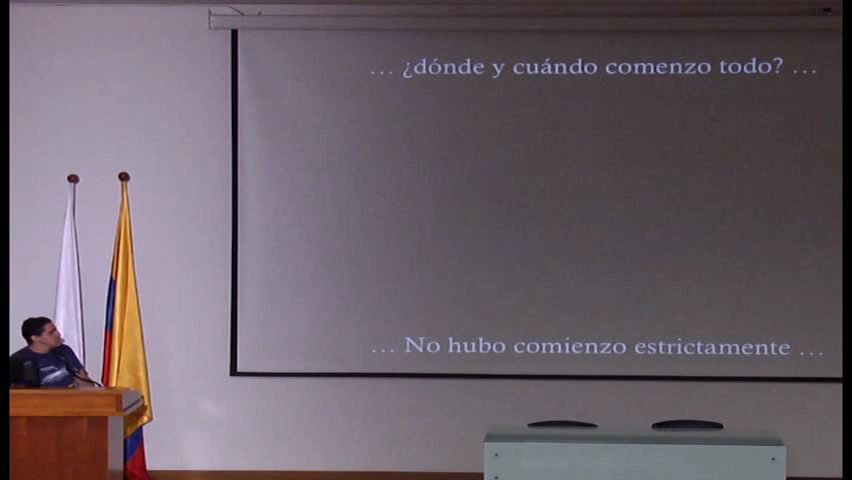 … ¿dónde y cuándo comenzo todo? …
… No hubo comienzo estrictamente …